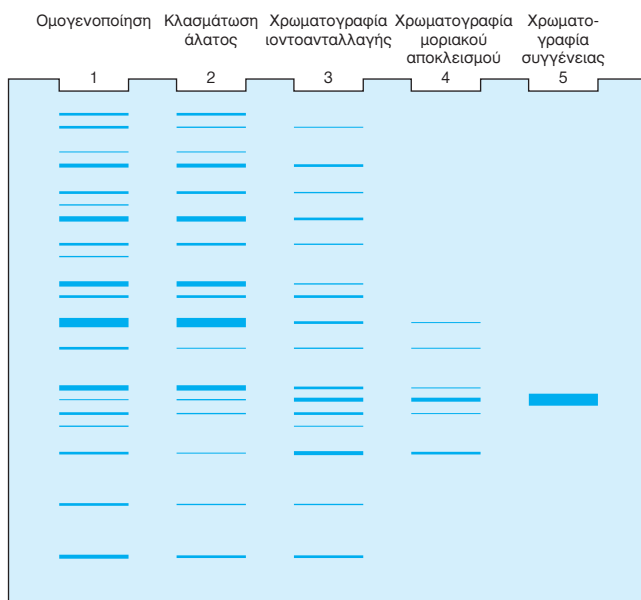 Ομογενοποίηση
1
Κλασμάτωση
άλατος
2
Χρωματογραφία
ιοντοανταλλαγής
3
Χρωματογραφία
μοριακού
αποκλεισμού
4
Χρωματο-
γραφία
συγγένειας
5